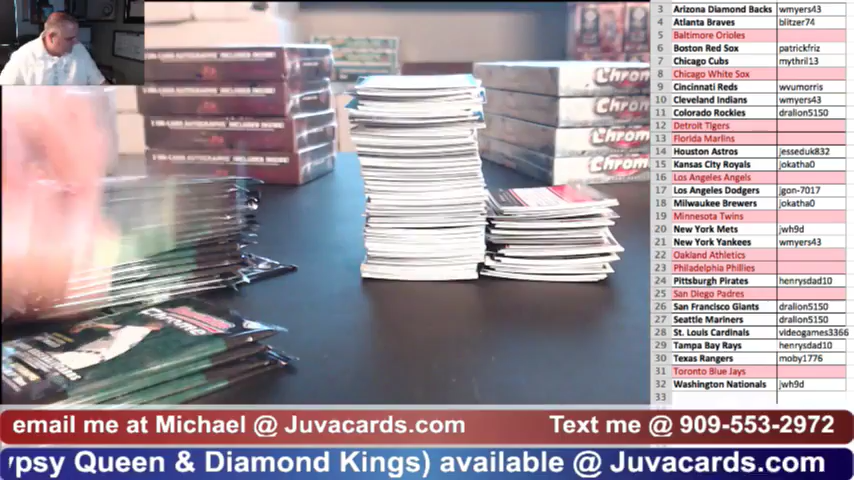 3 Arizona Diamond Backs wmyers43
4 Atlanta Braves blitzer74
5 Baltimore Orioles
6 Boston Red Sox patrickfriz
7 Chicago Cubs mythril13
8 Chicago White Sox
9 Cincinnati Reds wvumorris
10 Cleveland Indians wmyers43
11 Colorado Rockies dralion5150
12 Detroit Tigers
13 Florida Marlins
14 Houston Astros jesseduk832
15 Kansas City Royals jokatha0
16 Los Angeles Angels
17 Los Angeles Dodgers jgon-7017
18 Milwaukee Brewers jokatha0
19 Minnesota Twins
20 New York Mets jwh9d
21 New York Yankees wmyers43
22 Oakland Athletics
23 Philadelphia Phillies
24 Pittsburgh Pirates henrysdad10
25 San Diego Padres
26 San Francisco Giants dralion5150
27 Seattle Mariners dralion5150
28 St. Louis Cardinals videogames3366
29 Tampa Bay Rays henrysdad10
30 Texas Rangers moby1776
31 Toronto Blue Jays
32 Washington Nationals jwh9d
33
Chrom
Chrom
Chrom
Chrome
email me at Michael @ Juvacards.com Text me @ 909-553-2972
ypsy Queen & Diamond Kings) available @ Juvacards.com